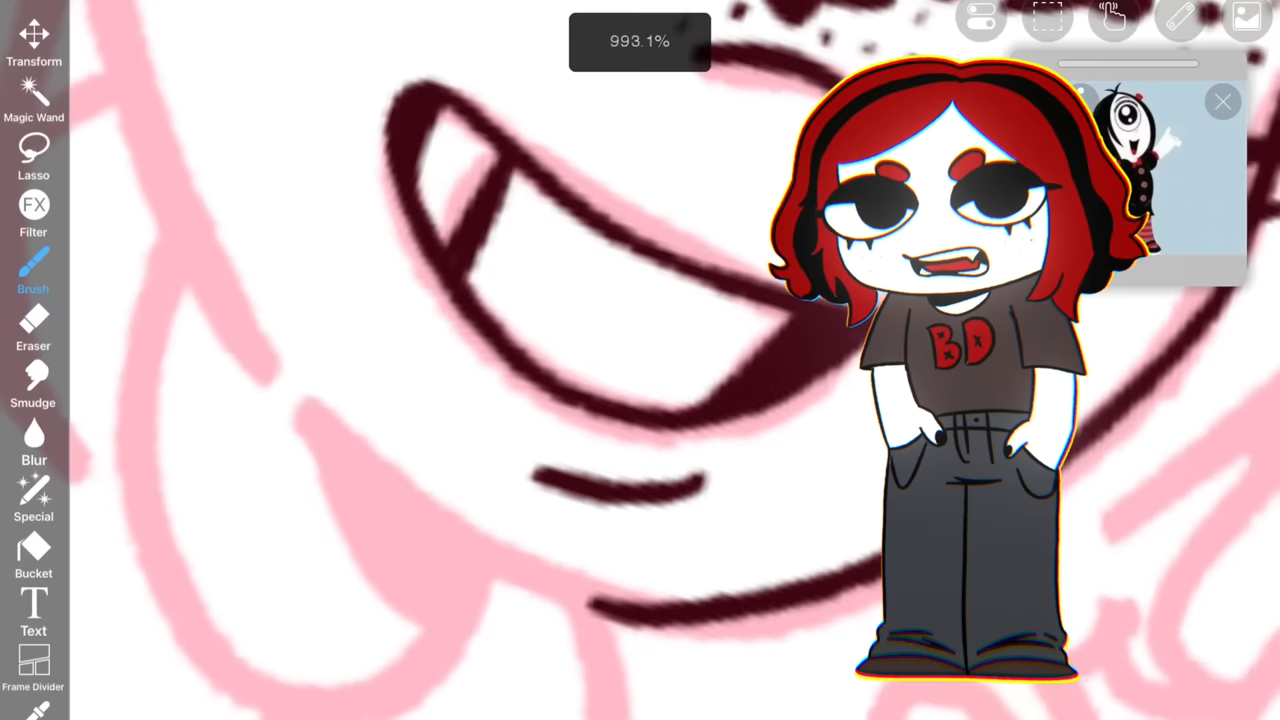 993.1%
Transform
Magic Wand
Lasso
FX
Filter
Brush
Eraser
Smudge
Blur
Special
Bucket
T
Text
Frame Divider
BD